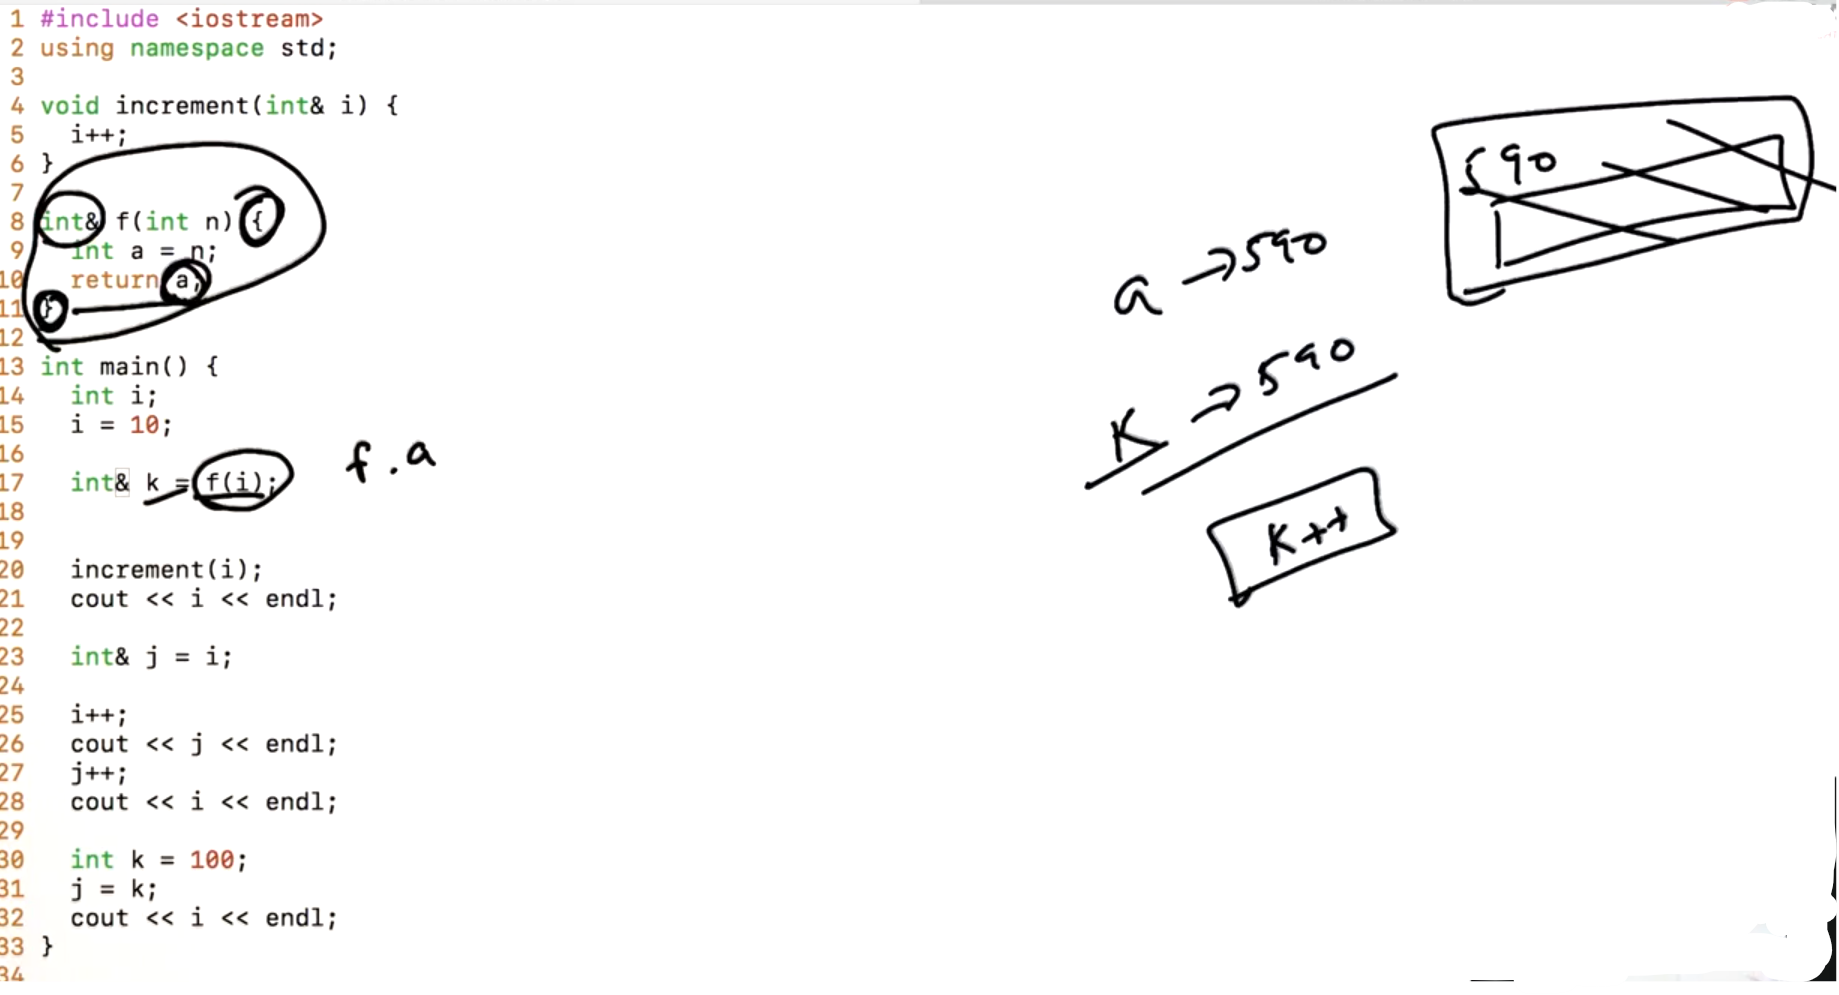 1 #include <iostream>
2 using namespace std;
3
4 void increment(int& i) {
5   i++;
6 }
7
8 int& f(int n) {
9   int a = n;
10   return a;
11 }
12
13 int main() {
14   int i;
15   i = 10;
16
17   int& k = f(i);
18
19
20   increment(i);
21   cout << i << endl;
22
23   int& j = i;
24
25   i++;
26   cout << j << endl;
27   j++;
28   cout << i << endl;
29
30   int k = 100;
31   j = k;
32   cout << i << endl;
33 }
34
f.a
590
a → 590
K → 590
K++